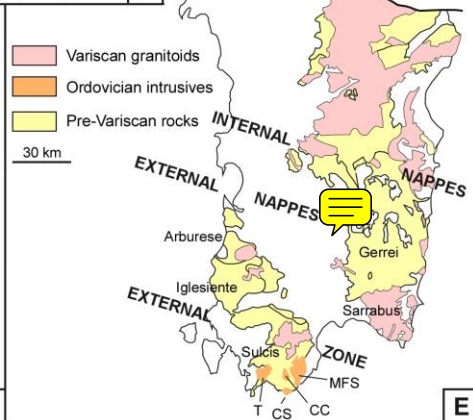 Variscan granitoids
Ordovician intrusives
Pre-Variscan rocks
30 km
INTERNAL NAPPES
EXTERNAL NAPPES
Arburese
Gerrei
Iglesiente
EXTERNAL ZONE
Sarrabus
Sulcis
MFS
T CS CC
E